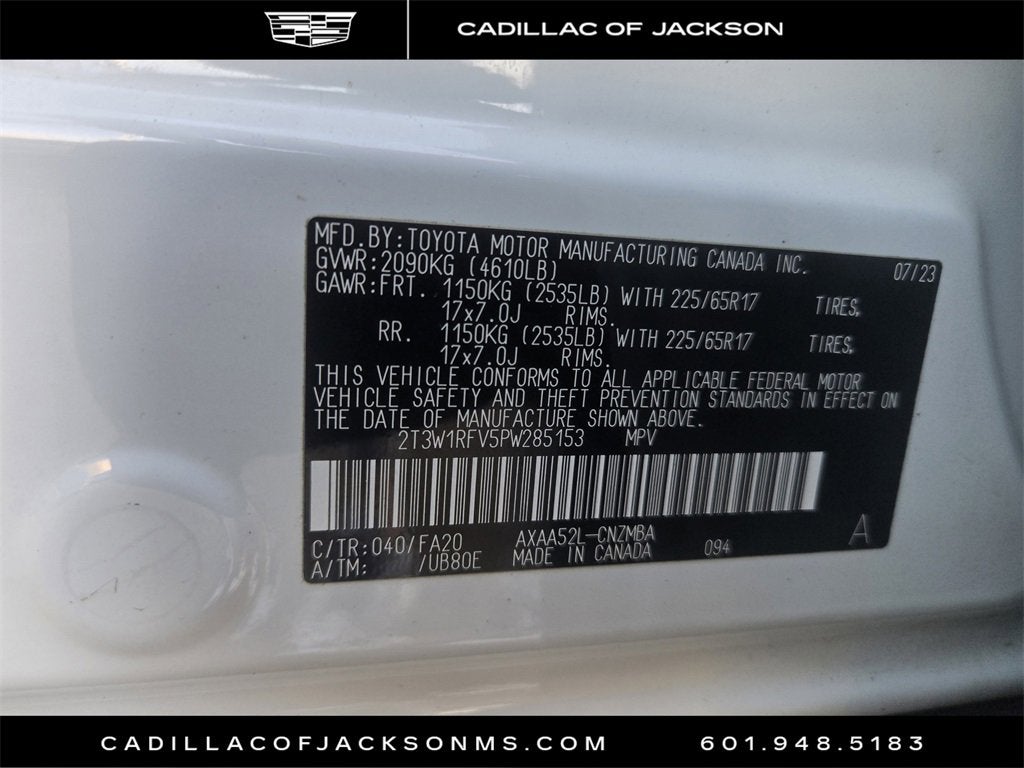 CADILLAC OF JACKSON
MFD.BY:TOYOTA MOTOR MANUFACTURING CANADA INC. 07/23
GVWR:2090KG (4610LB)
GAWR:FRT. 1150KG (2535LB) WITH 225/65R17 TIRES,
17x7.0J RIMS.
RR. 1150KG (2535LB) WITH 225/65R17 TIRES,
17x7.0J RIMS.
THIS VEHICLE CONFORMS TO ALL APPLICABLE FEDERAL MOTOR
VEHICLE SAFETY AND THEFT PREVENTION STANDARDS IN EFFECT ON
THE DATE OF MANUFACTURE SHOWN ABOVE.
2T3W1RFV5PW285153 MPV
C/TR:040/FA20 AXAA52L-CNZMBA A
A/TM: /UB80E MADE IN CANADA 094
CADILLACOFJACKSONMS.COM 601.948.5183